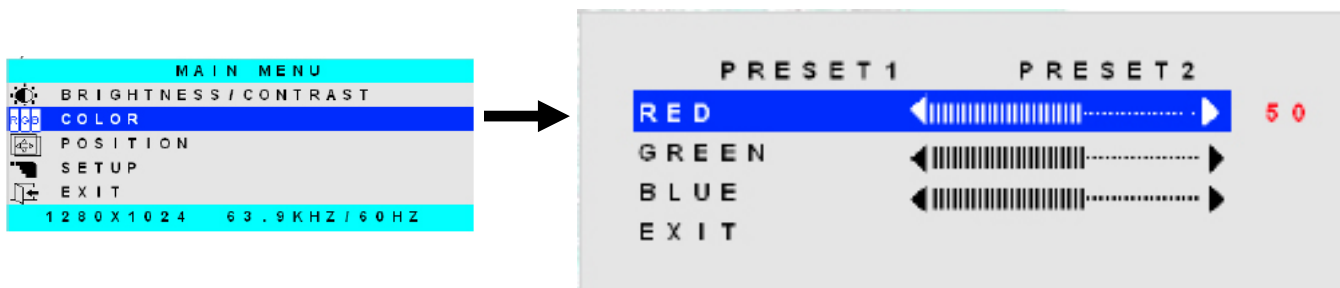 MAIN MENU
BRIGHTNESS/CONTRAST
RGB COLOR
POSITION
SETUP
EXIT
1280X1024 63.9KHZ/60HZ
PRESET1 PRESET2
RED 50
GREEN
BLUE
EXIT